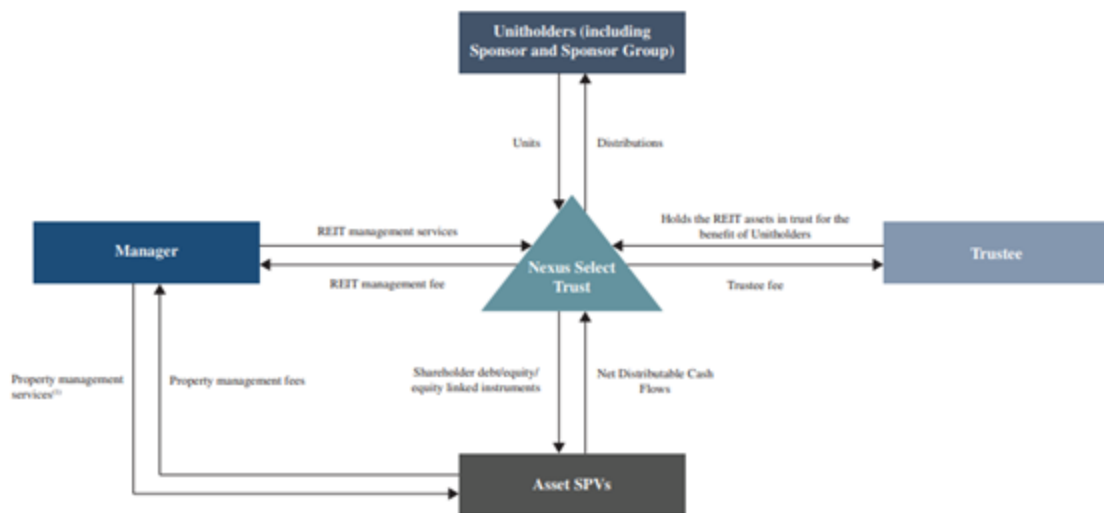 Unitholders (including
Sponsor and Sponsor Group)
Units
Distributions
Manager
REIT management services
REIT management fee
Nexus Select
Trust
Holds the REIT assets in trust for the
benefit of Unitholders
Trustee fee
Trustee
Property management
services(1)
Property management fees
Shareholder debt/equity/
equity linked instruments
Net Distributable Cash
Flows
Asset SPVs